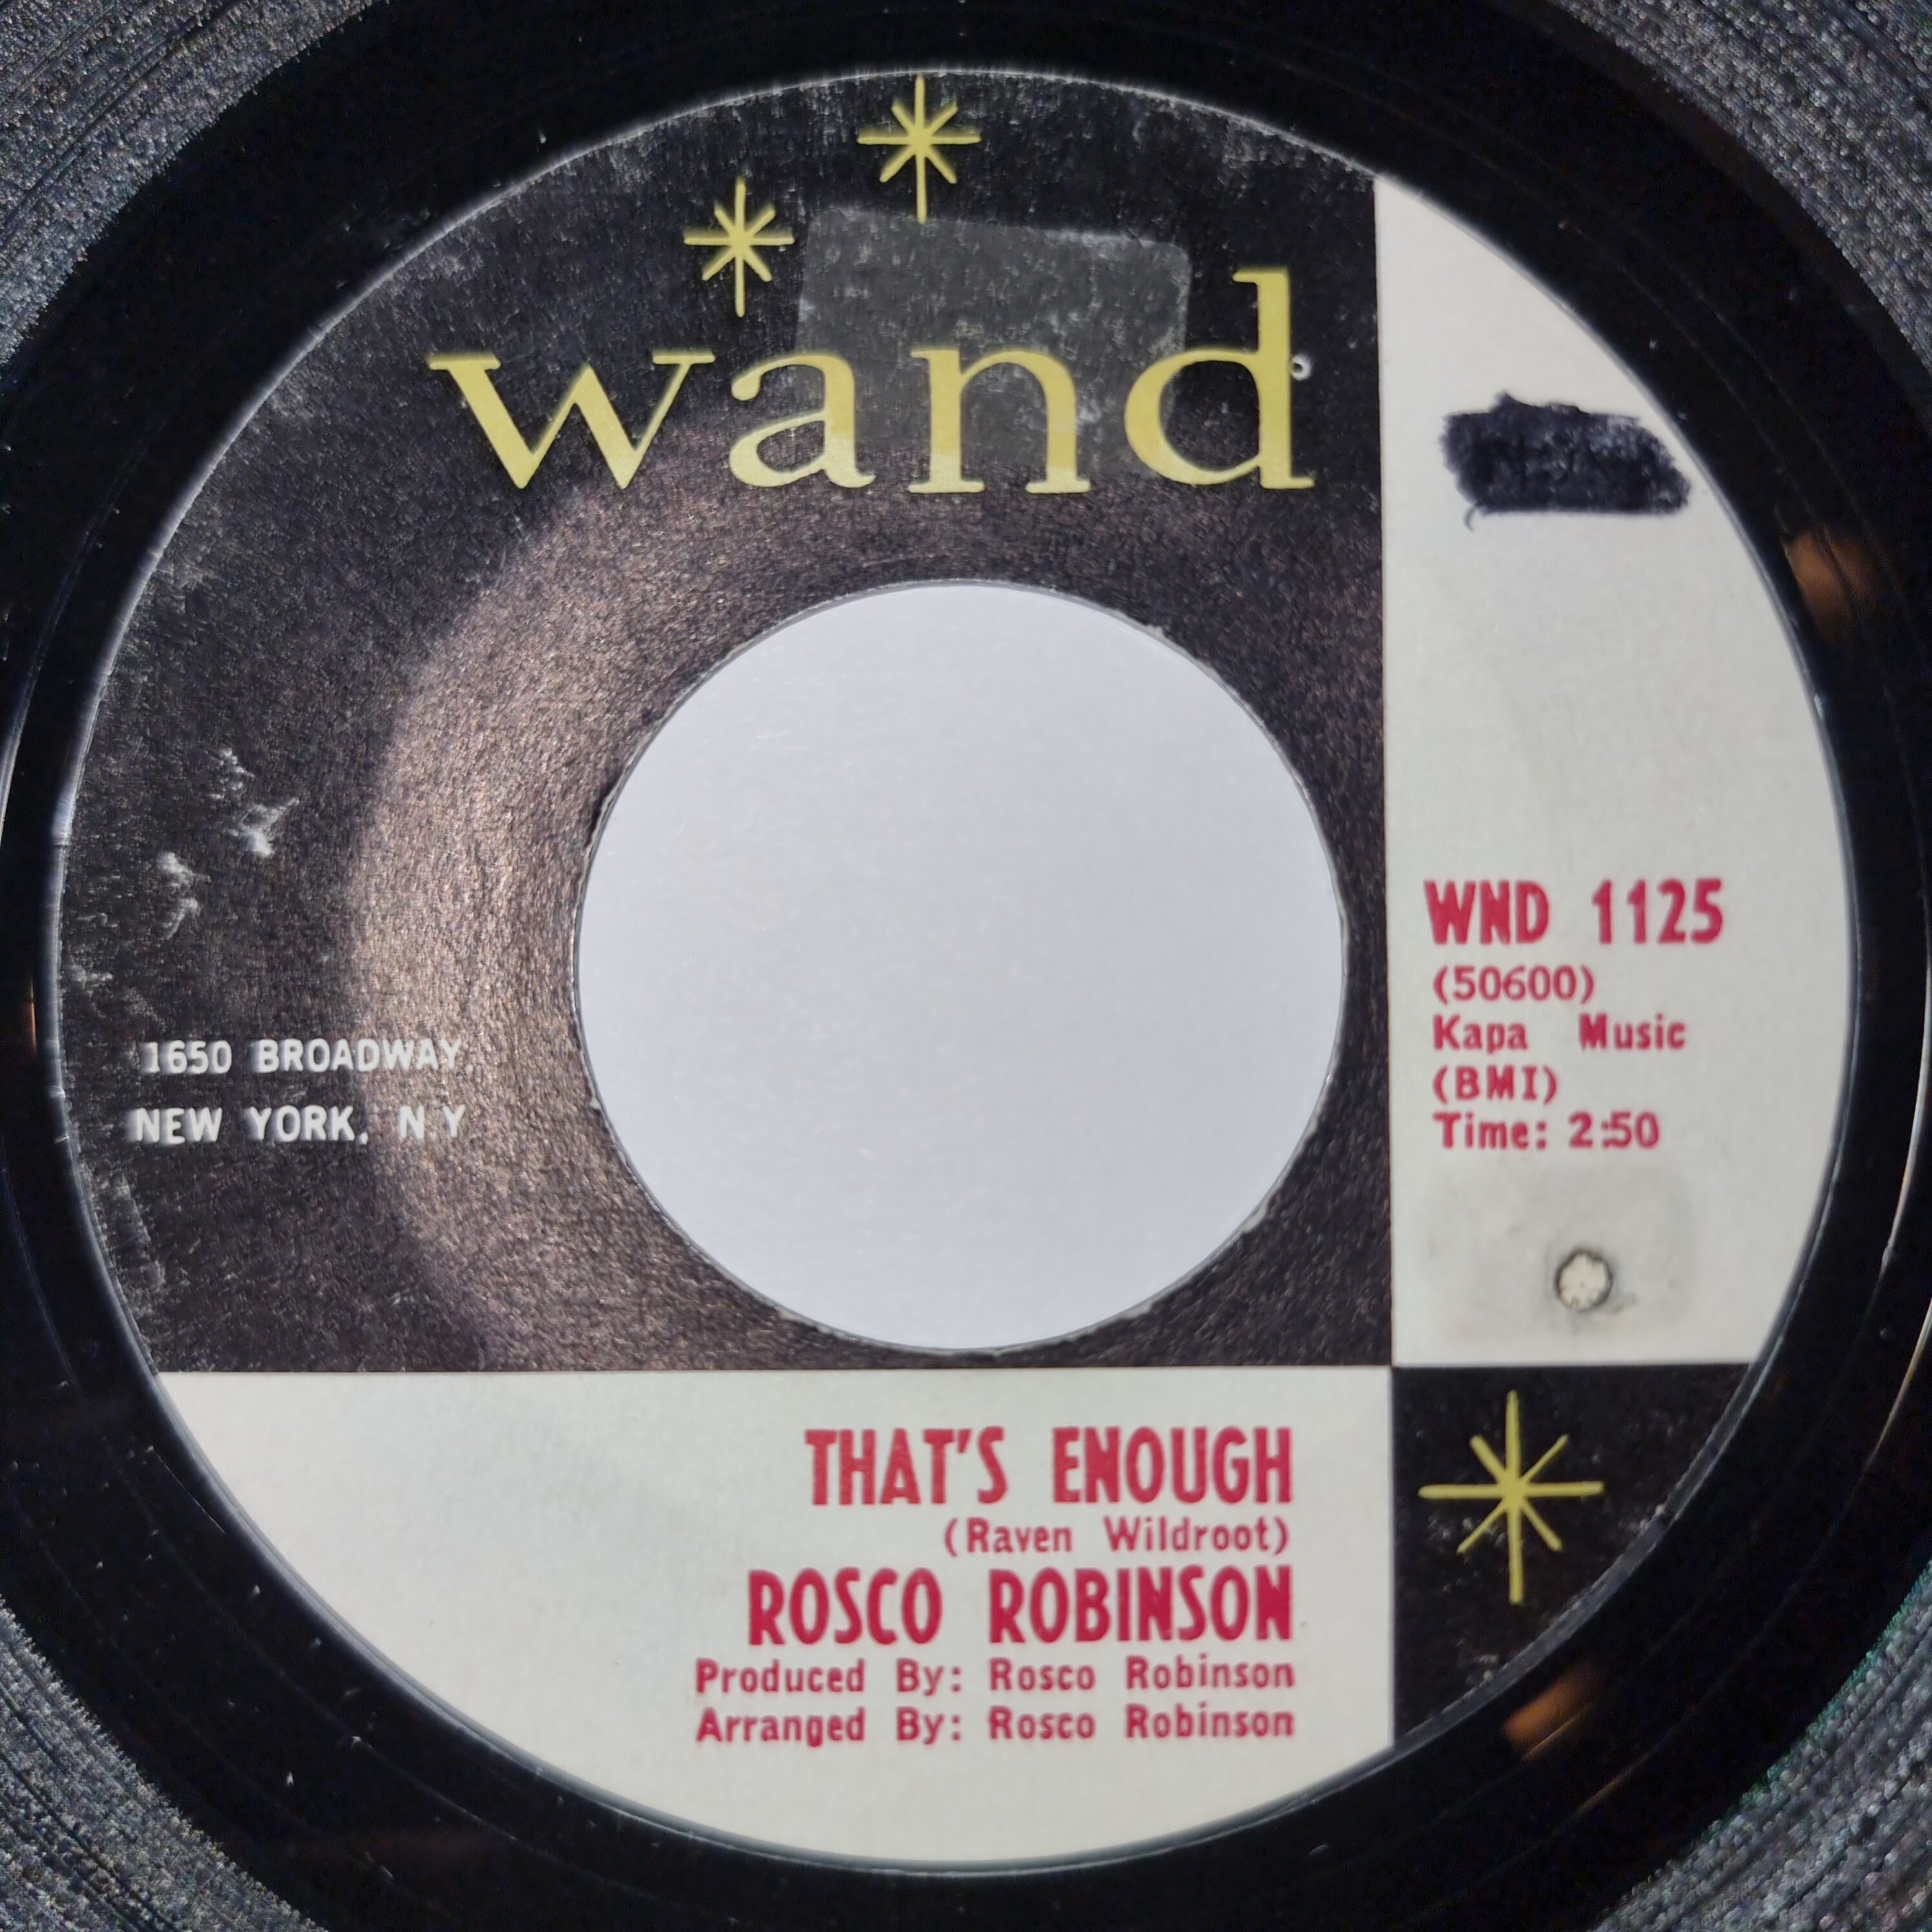 wand
WND 1125
(50600)
Kapa Music
(BMI)
Time: 2:50
1650 BROADWAY,
NEW YORK, N Y
THAT'S ENOUGH
(Raven Wildroot)
ROSCO ROBINSON
Produced By: Rosco Robinson
Arranged By: Rosco Robinson